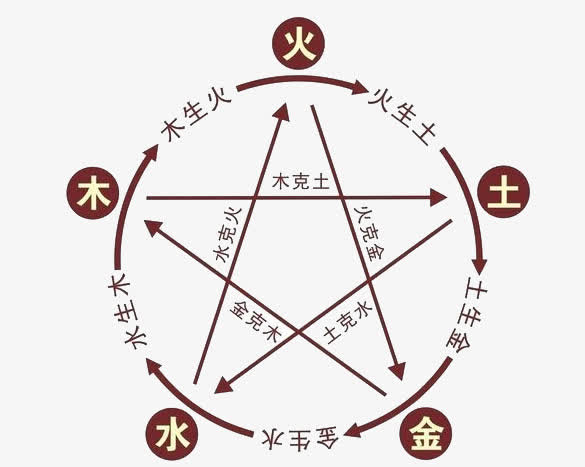 火
木生火
火生土
木
木克土
土
水克火
火克金
水生木
金克木
土克水
土生金
水
金生水
金